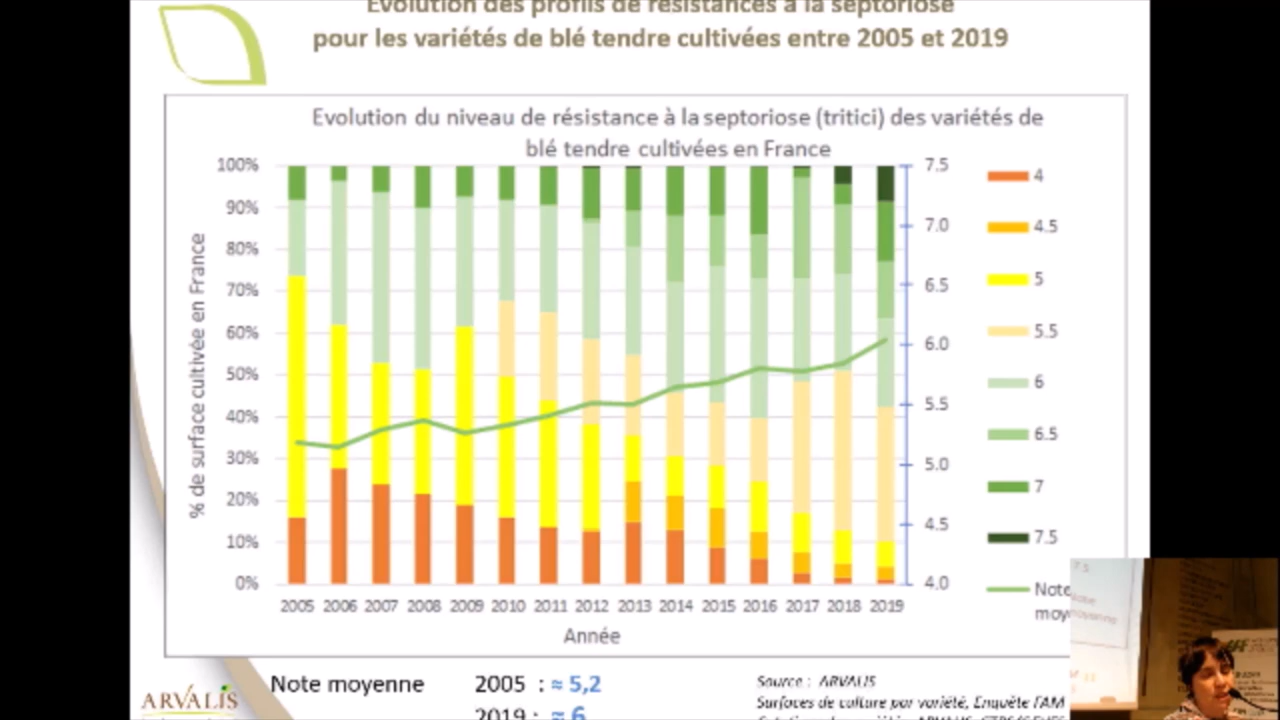 Evolution des profils de résistances à la septoriose
pour les variétés de blé tendre cultivées entre 2005 et 2019
Evolution du niveau de résistance à la septoriose (tritici) des variétés de
blé tendre cultivées en France
100%
90%
80%
70%
60%
50%
40%
30%
20%
10%
0%
% de surface cultivée en France
7.5
7.0
6.5
6.0
5.5
5.0
4.5
4.0
4
4.5
5
5.5
6
6.5
7
7.5
Note
2005 2006 2007 2008 2009 2010 2011 2012 2013 2014 2015 2016 2017 2018 2019
Année
Note moyenne 2005 : ≈ 5,2
2019 : ≈ 6
Source : ARVALIS
Surfaces de culture par variété, Enquête FAM
ARVALIS